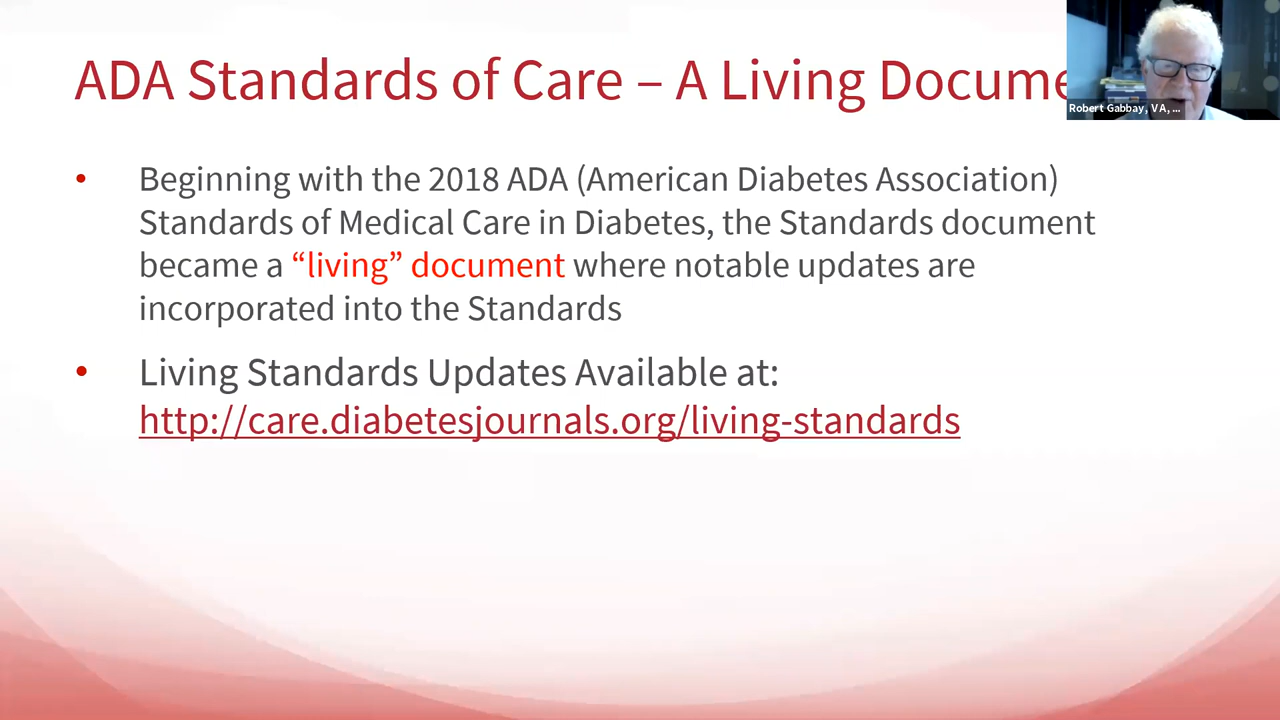 ADA Standards of Care – A Living Docume
• Beginning with the 2018 ADA (American Diabetes Association)
Standards of Medical Care in Diabetes, the Standards document
became a “living” document where notable updates are
incorporated into the Standards
• Living Standards Updates Available at:
http://care.diabetesjournals.org/living-standards
Robert Gabbay, VA, ...